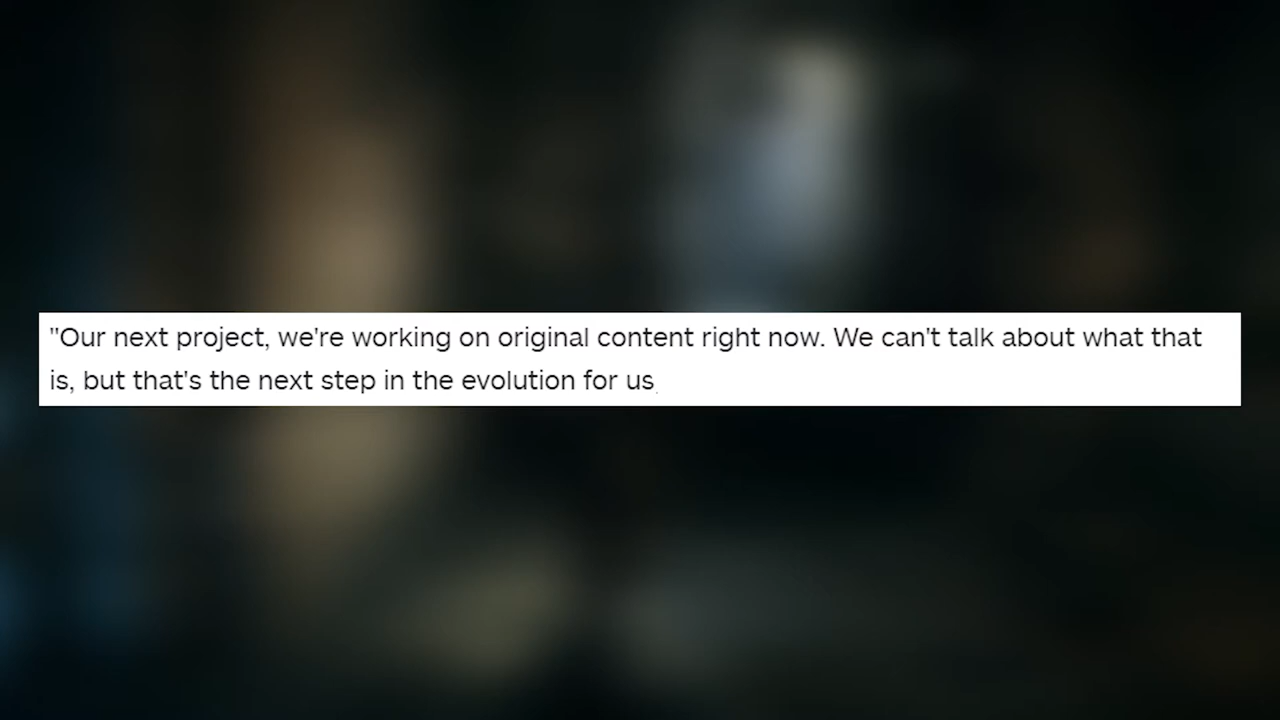 "Our next project, we're working on original content right now. We can't talk about what that
is, but that's the next step in the evolution for us